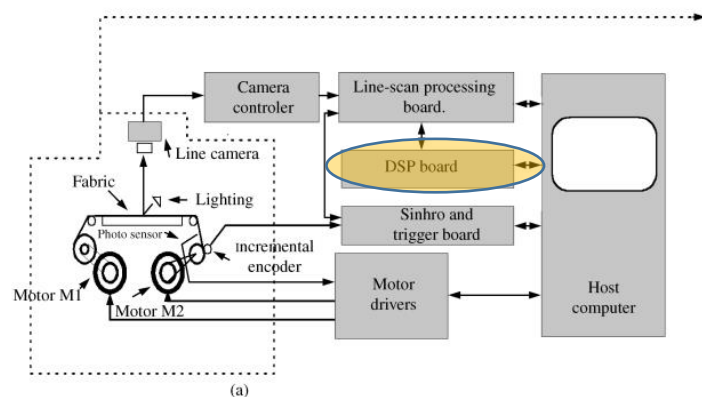 Camera
controler
Line-scan processing
board.
Line camera
DSP board
Fabric
Lighting
Photo sensor
Sinhro and
trigger board
Incremental
encoder
Motor M1
Motor M2
Motor
drivers
Host
computer
(a)